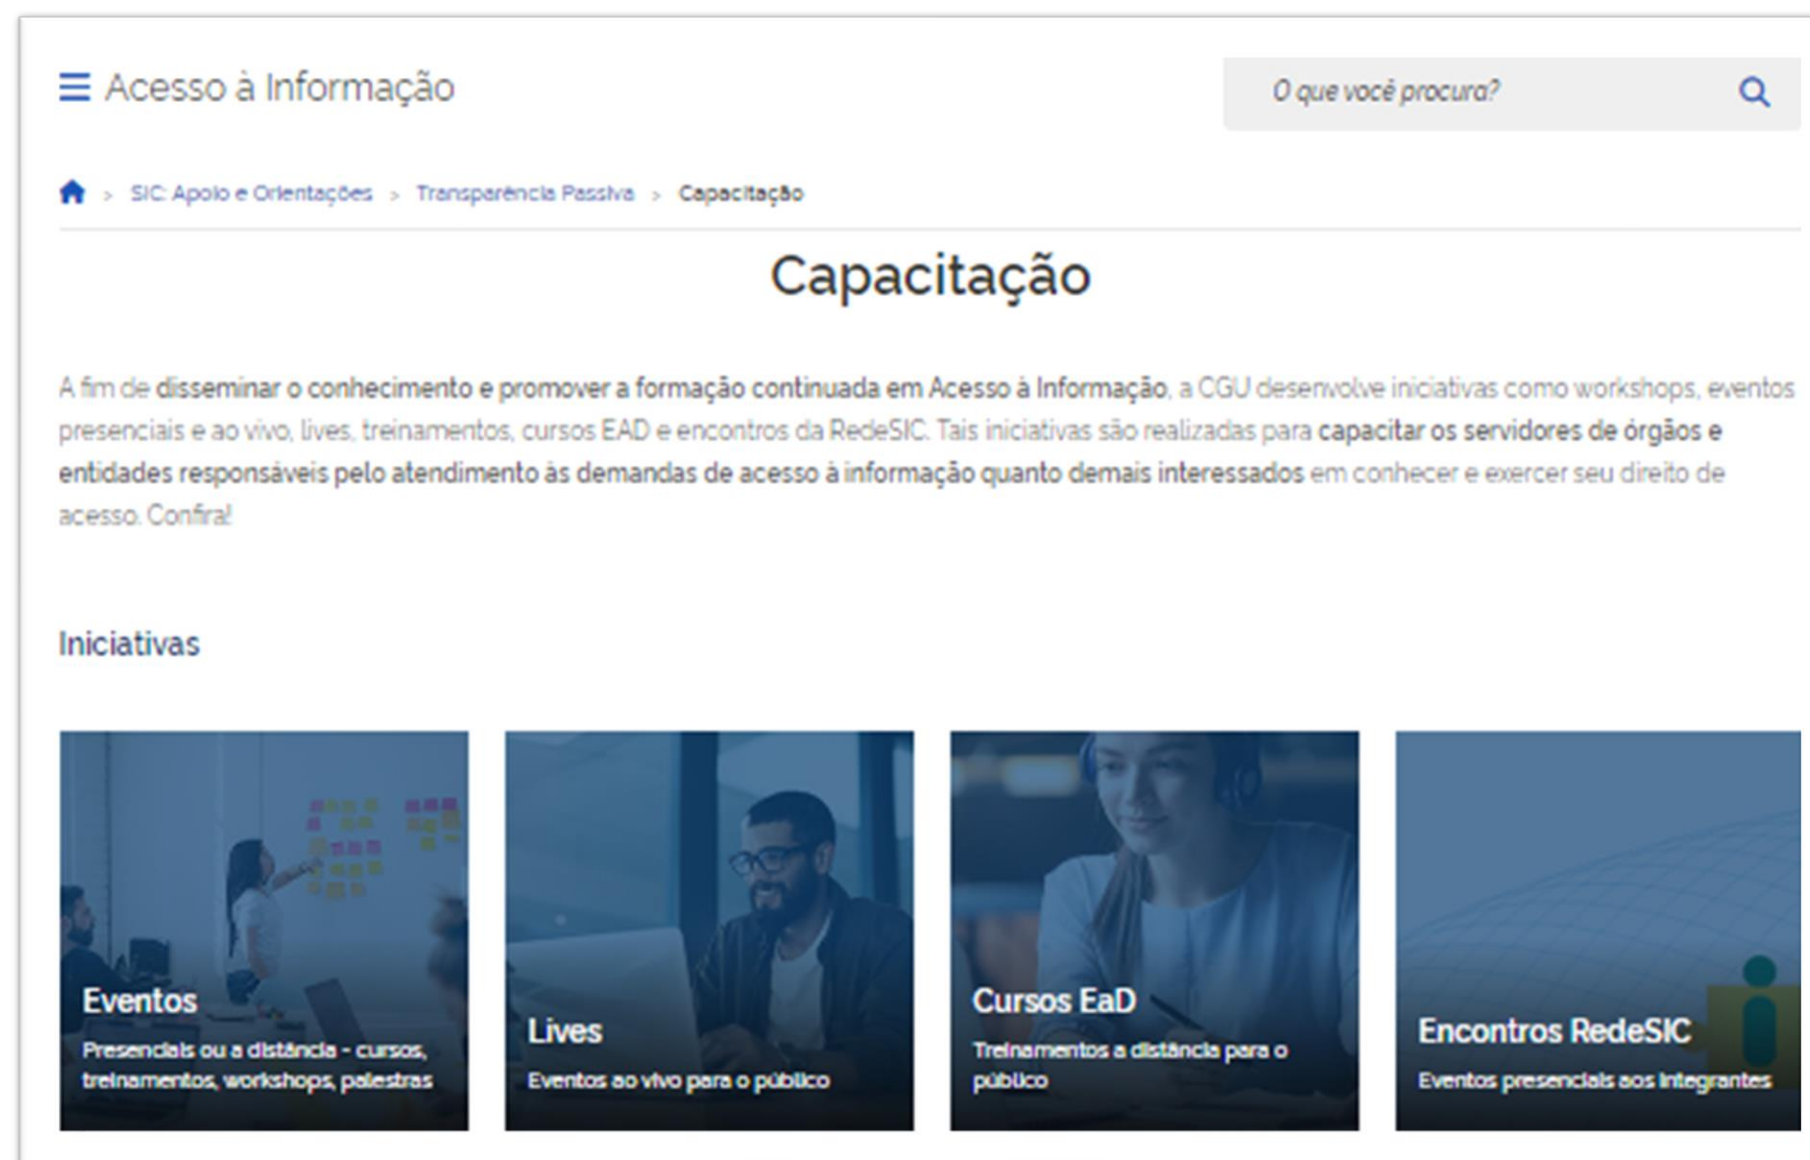 Acesso à Informação
O que você procura?
> SIC: Apoio e Orientações > Transparência Passiva > Capacitação
Capacitação
A fim de disseminar o conhecimento e promover a formação continuada em Acesso à Informação, a CGU desenvolve iniciativas como workshops, eventos
presenciais e ao vivo, lives, treinamentos, cursos EAD e encontros da RedeSIC. Tais iniciativas são realizadas para capacitar os servidores de órgãos e
entidades responsáveis pelo atendimento às demandas de acesso à informação quanto demais interessados em conhecer e exercer seu direito de
acesso. Confira!
Iniciativas
Eventos
Presenciais ou a distância - cursos,
treinamentos, workshops, palestras
Lives
Eventos ao vivo para o público
Cursos EaD
Treinamentos a distância para o
público
Encontros RedeSIC
Eventos presenciais aos integrantes